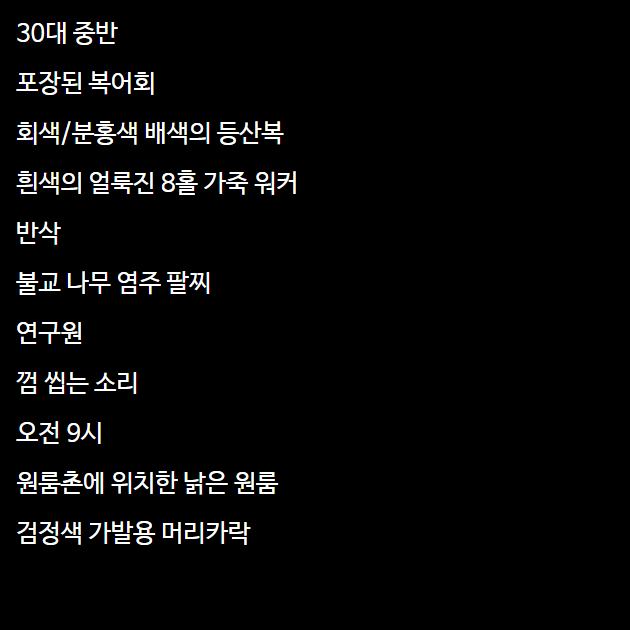 30대 중반
포장된 복어회
회색/분홍색 배색의 등산복
흰색의 얼룩진 8홀 가죽 워커
반삭
불교 나무 염주 팔찌
연구원
껌 씹는 소리
오전 9시
원룸촌에 위치한 낡은 원룸
검정색 가발용 머리카락